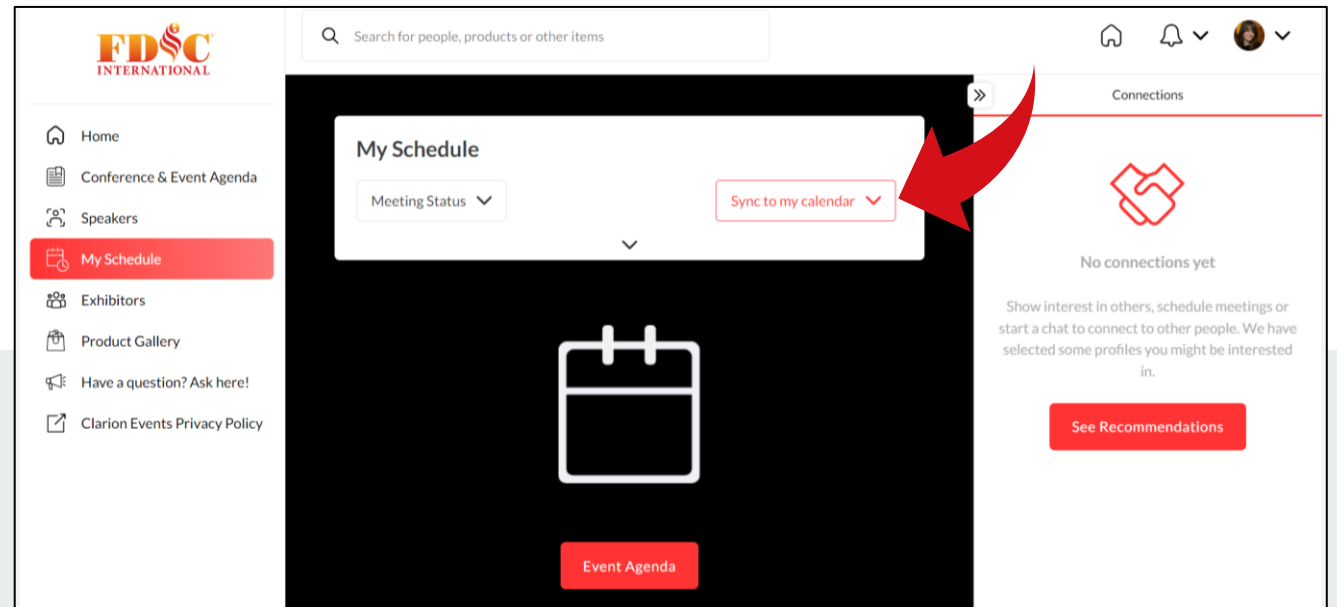 FDIC
INTERNATIONAL
Search for people, products or other items
Home
Conference & Event Agenda
Speakers
My Schedule
Exhibitors
Product Gallery
Have a question? Ask here!
Clarion Events Privacy Policy
My Schedule
Meeting Status
Sync to my calendar
Event Agenda
Connections
No connections yet
Show interest in others, schedule meetings or
start a chat to connect to other people. We have
selected some profiles you might be interested
in.
See Recommendations